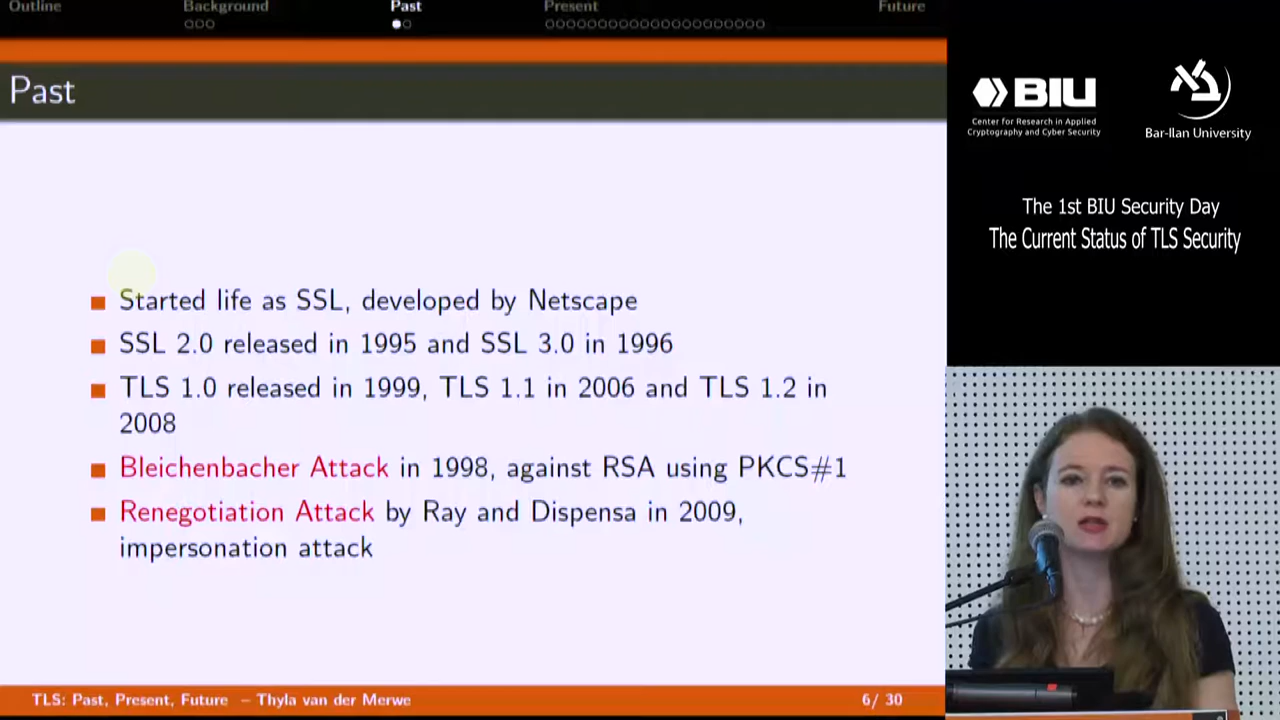 Outline Background Past Present Future
Past
Started life as SSL, developed by Netscape
SSL 2.0 released in 1995 and SSL 3.0 in 1996
TLS 1.0 released in 1999, TLS 1.1 in 2006 and TLS 1.2 in
2008
Bleichenbacher Attack in 1998, against RSA using PKCS#1
Renegotiation Attack by Ray and Dispensa in 2009,
impersonation attack
TLS: Past, Present, Future – Thyla van der Merwe 6/ 30
BIU
Center for Research in Applied
Cryptography and Cyber Security
Bar-Ilan University
The 1st BIU Security Day
The Current Status of TLS Security